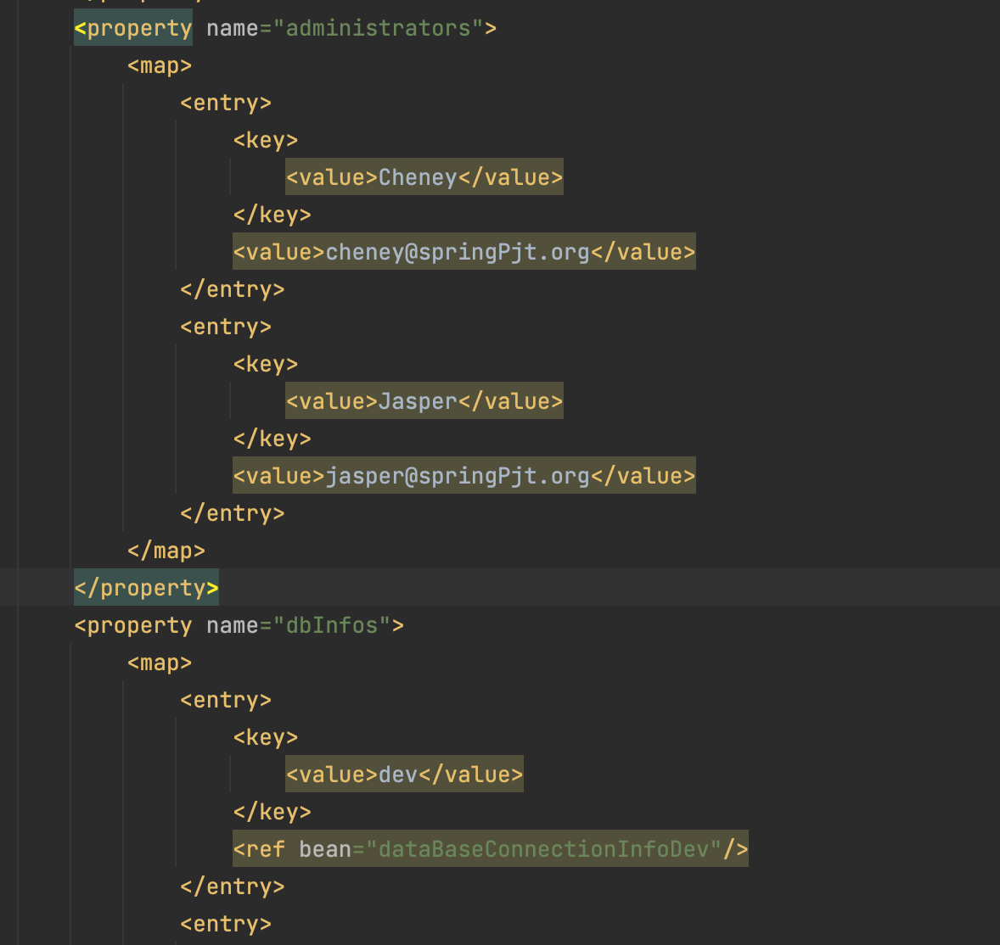 <property name="administrators">
<map>
<entry>
<key>
<value>Cheney</value>
</key>
<value>cheney@springPjt.org</value>
</entry>
<entry>
<key>
<value>Jasper</value>
</key>
<value>jasper@springPjt.org</value>
</entry>
</map>
</property>
<property name="dbInfos">
<map>
<entry>
<key>
<value>dev</value>
</key>
<ref bean="dataBaseConnectionInfoDev"/>
</entry>
<entry>